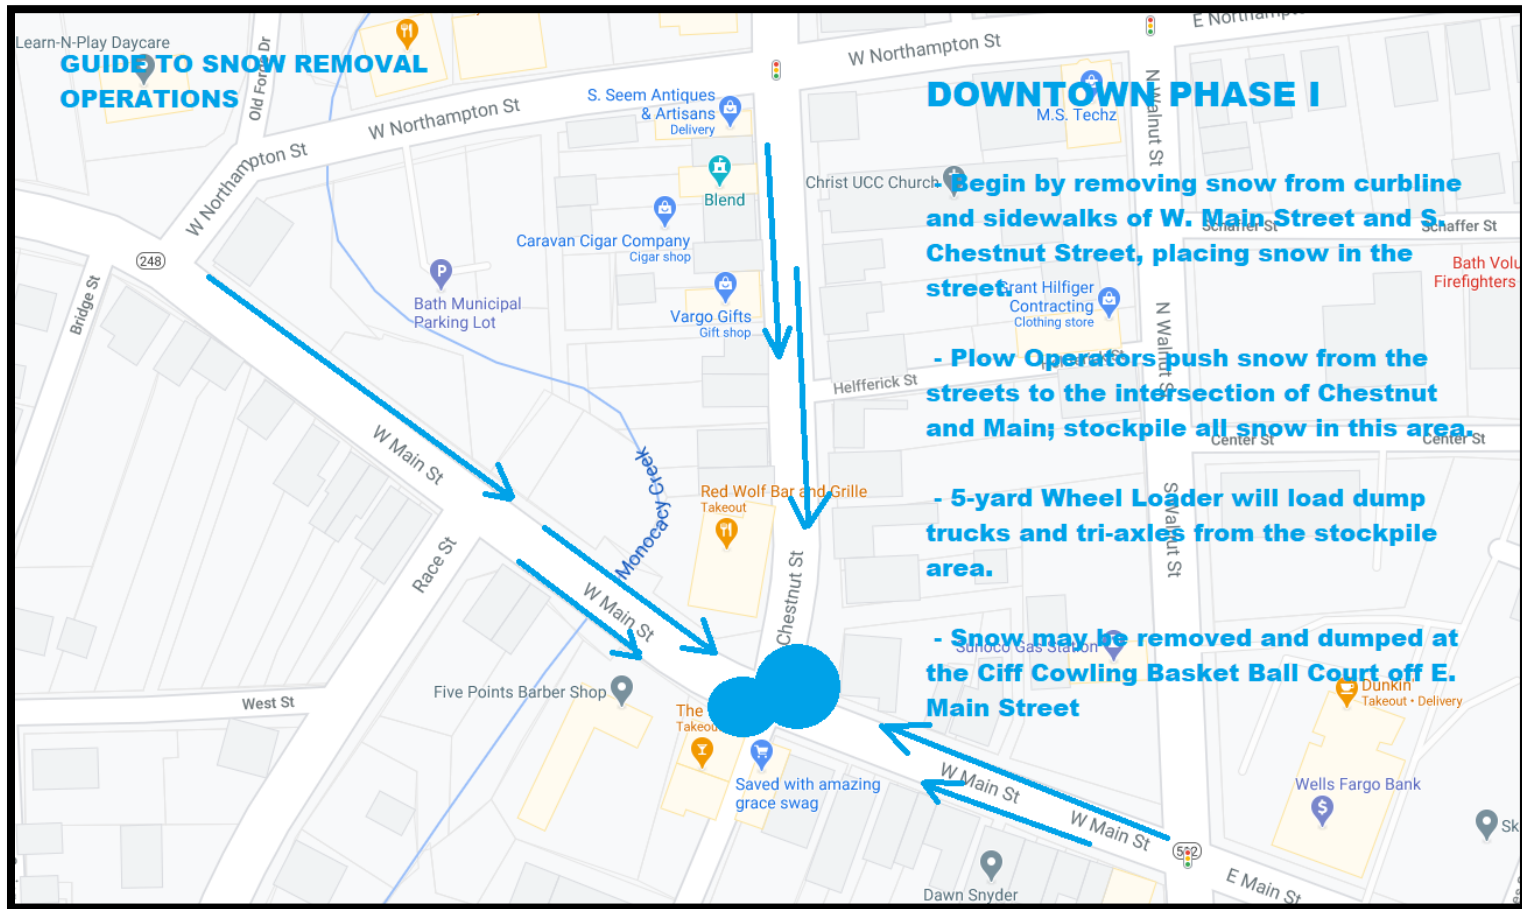 E Northampton St
Learn-N-Play Daycare
GUIDE TO SNOW REMOVAL
OPERATIONS
Old Forge Dr
W Northampton St
W Northampton St
W Northampton St
S. Seem Antiques
& Artisans
Delivery
DOWNTOWN PHASE I
M.S. Techz
N Walnut St
Blend
Christ UCC Church
- Begin by removing snow from curbline
and sidewalks of W. Main Street and S.
Chestnut Street, placing snow in the
street.
Schaffer St
Schaffer St
Caravan Cigar Company
Cigar shop
248
Bridge St
P
Bath Municipal
Parking Lot
Vargo Gifts
Gift shop
Grant Hilfiger
Contracting
Clothing store
Bath Volu
Firefighters
N Walnut St
Helfferick St
- Plow Operators push snow from the
streets to the intersection of Chestnut
and Main; stockpile all snow in this area.
Center St
Center St
W Main St
Monocacy Creek
Red Wolf Bar and Grille
Takeout
- 5-yard Wheel Loader will load dump
trucks and tri-axles from the stockpile
area.
S Walnut St
Race St
W Main St
Chestnut St
- Snow may be removed and dumped at
the Ciff Cowling Basket Ball Court off E.
Main Street
Sunoco Gas Station
Five Points Barber Shop
West St
The
Takeou
Dunkin'
Takeout • Delivery
Saved with amazing
grace swag
W Main St
W Main St
Wells Fargo Bank
$
Sk
E Main St
Dawn Snyder